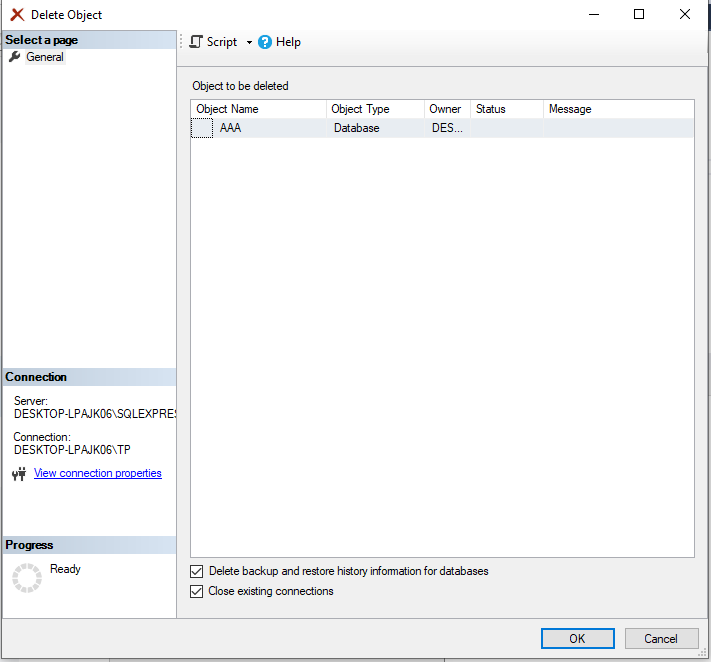 Delete Object
Select a page
General
Script
Help
Object to be deleted
Object Name Object Type Owner Status Message
AAA Database DES...
Connection
Server:
DESKTOP-LPAJK06\SQLEXPRES
Connection:
DESKTOP-LPAJK06\TP
View connection properties
Progress
Ready
Delete backup and restore history information for databases
Close existing connections
OK
Cancel